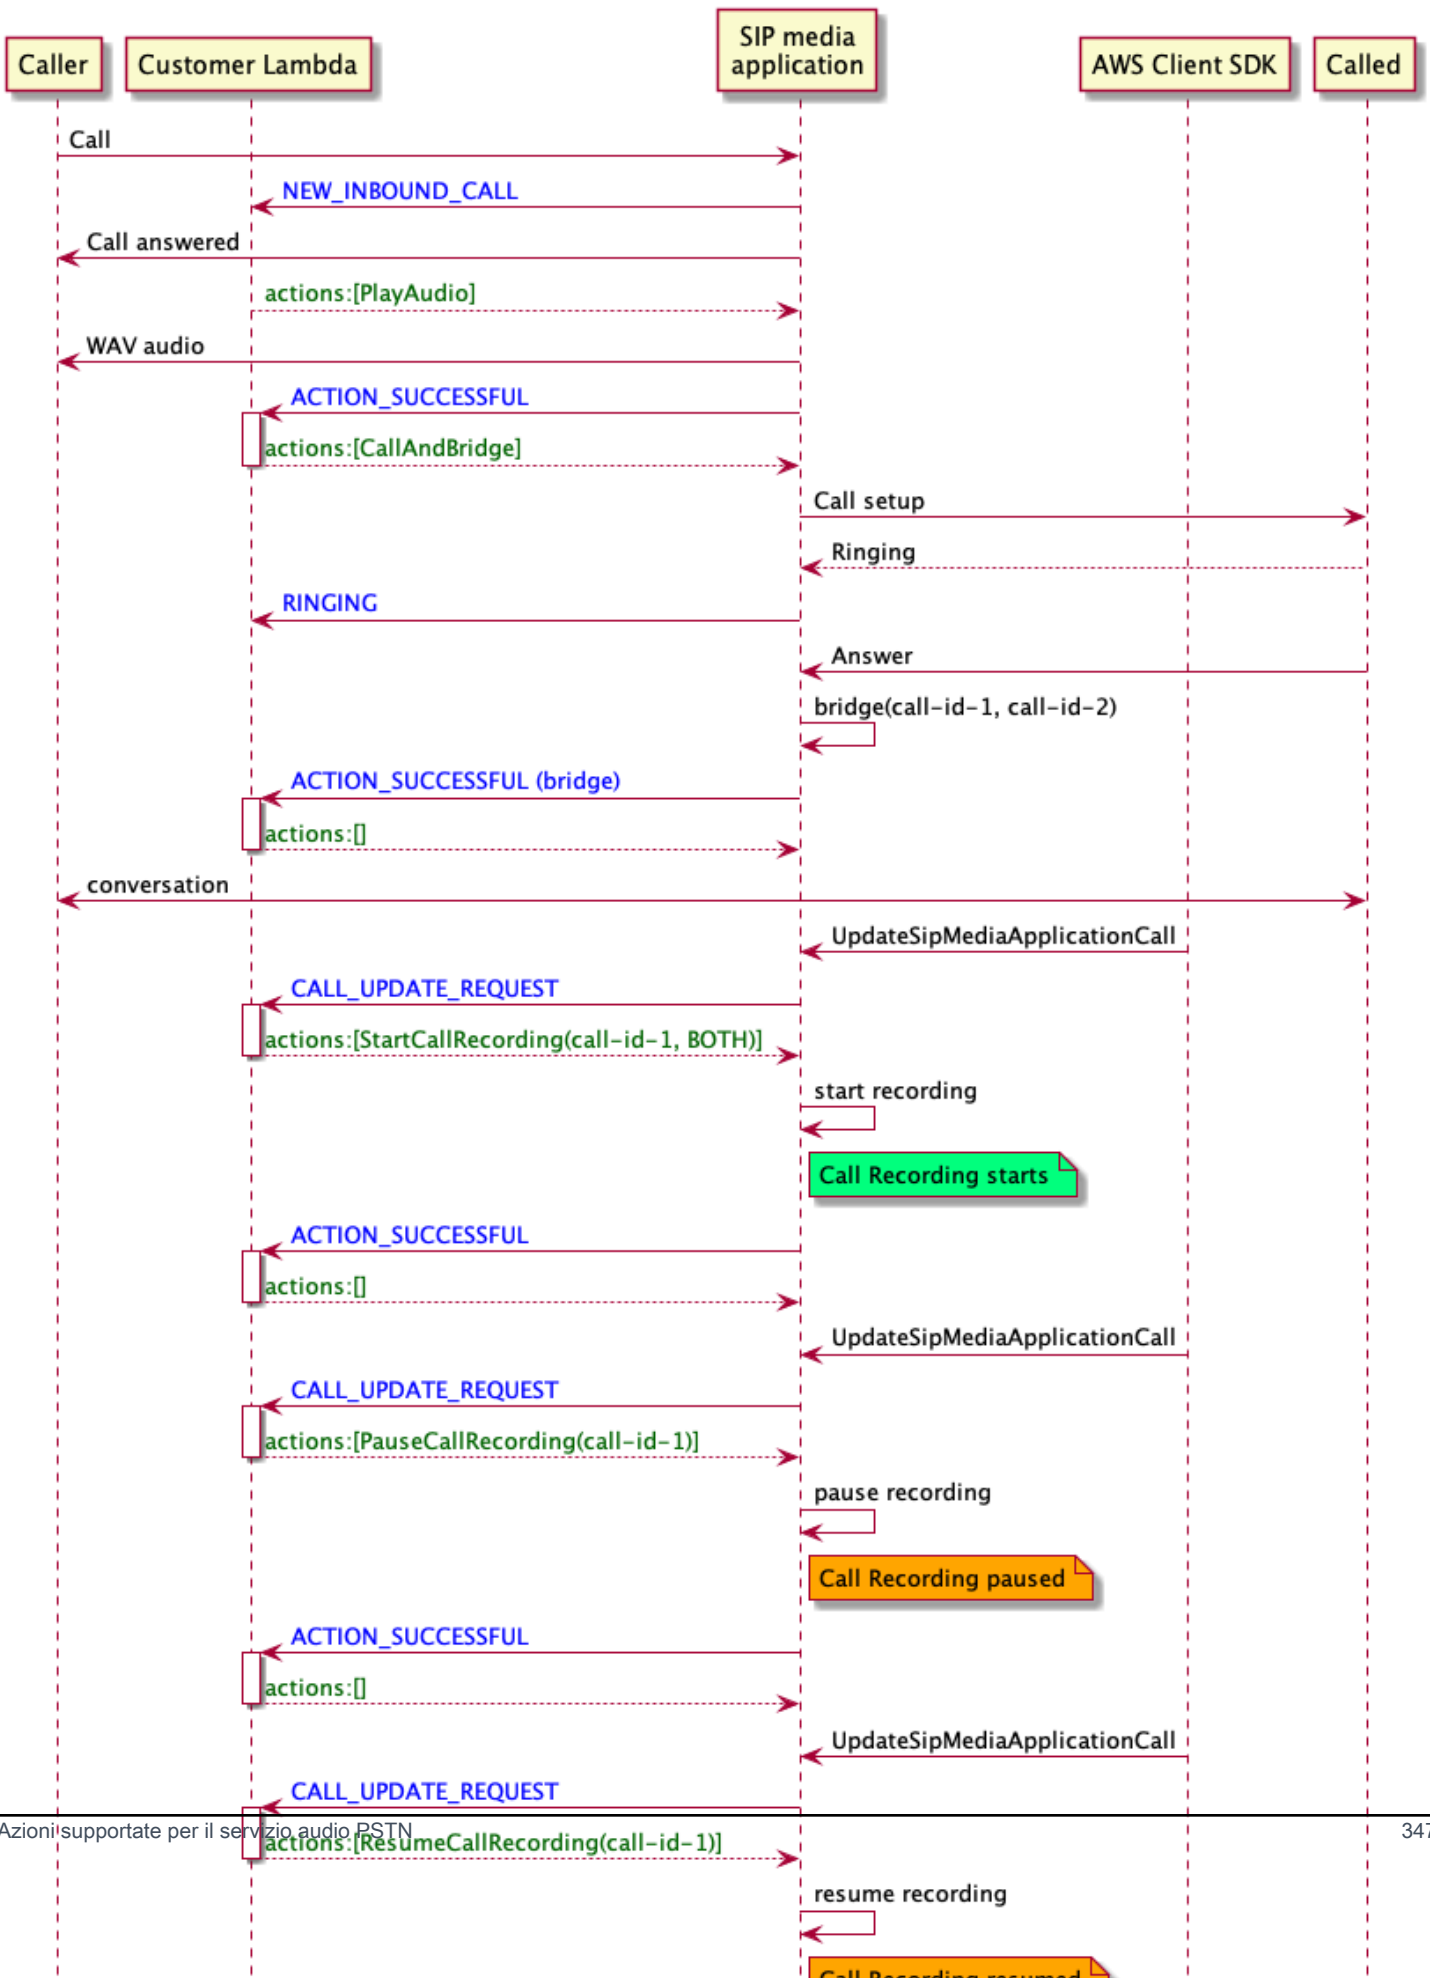 Caller
Customer Lambda
SIP media
application
AWS Client SDK
Called
Call
NEW_INBOUND_CALL
Call answered
actions:[PlayAudio]
WAV audio
ACTION_SUCCESSFUL
actions:[CallAndBridge]
Call setup
Ringing
RINGING
Answer
bridge(call-id-1, call-id-2)
ACTION_SUCCESSFUL (bridge)
actions:[]
conversation
UpdateSipMediaApplicationCall
CALL_UPDATE_REQUEST
actions:[StartCallRecording(call-id-1, BOTH)]
start recording
Call Recording starts
ACTION_SUCCESSFUL
actions:[]
UpdateSipMediaApplicationCall
CALL_UPDATE_REQUEST
actions:[PauseCallRecording(call-id-1)]
pause recording
Call Recording paused
ACTION_SUCCESSFUL
actions:[]
UpdateSipMediaApplicationCall
CALL_UPDATE_REQUEST
Azioni supportate per il servizio audio PSTN
347
actions:[ResumeCallRecording(call-id-1)]
resume recording
Call Recording resumed